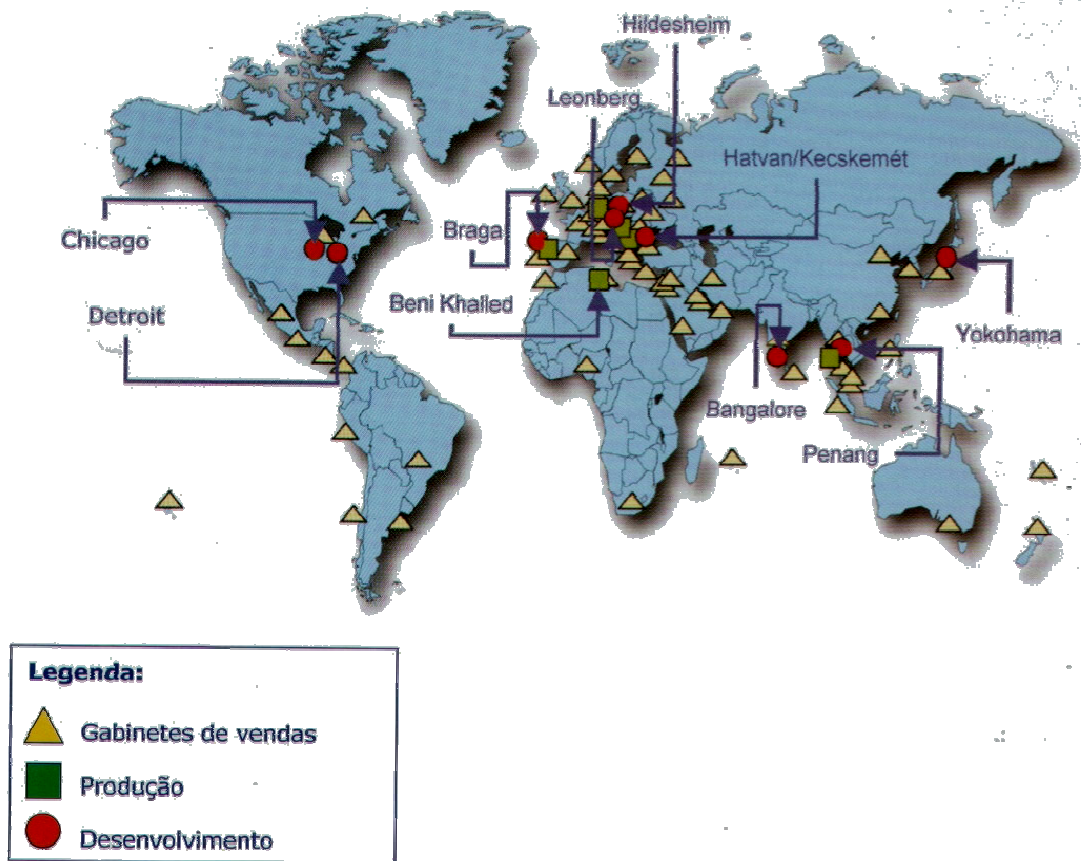 Hildesheim
Leonberg
Hatvan/Kecskemét
Chicago
Braga
Beni Khalled
Detroit
Yokohama
Bangalore
Penang
Legenda:
Gabinetes de vendas
Produção
Desenvolvimento